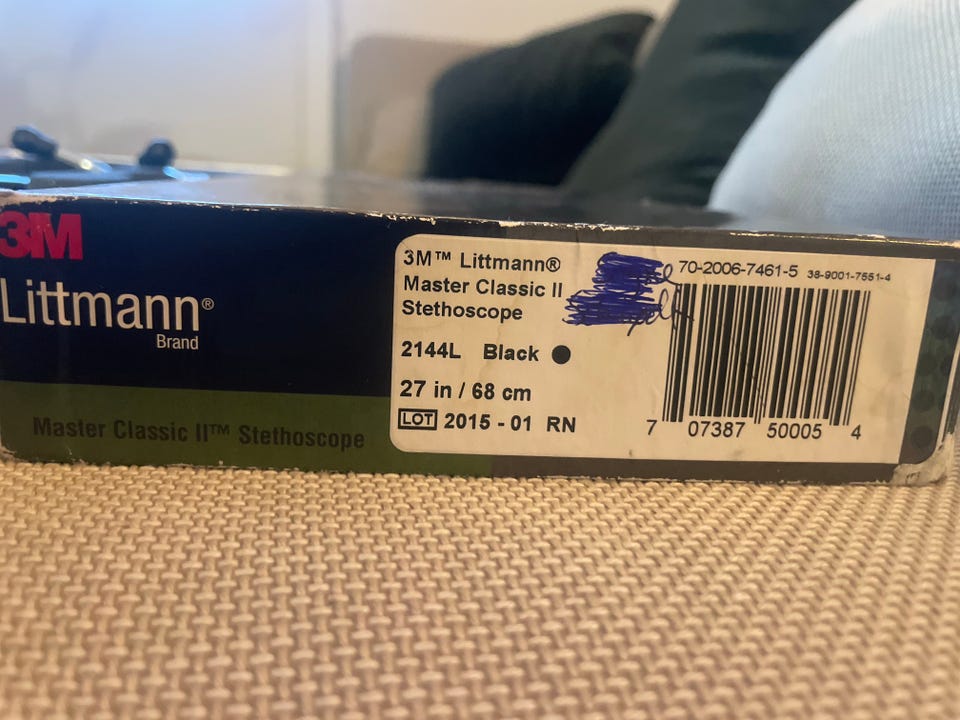 3M
Littmann®
Brand
Master Classic II™ Stethoscope
3M™ Littmann®
Master Classic II
Stethoscope
2144L Black
27 in / 68 cm
LOT 2015 - 01 RN
70-2006-7461-5 38-9001-7551-4
7 07387 50005 4